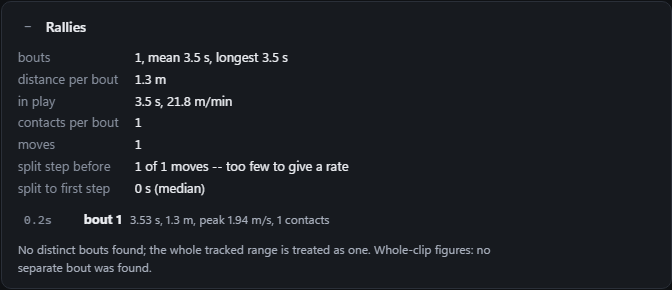 – Rallies
bouts 1, mean 3.5 s, longest 3.5 s
distance per bout 1.3 m
in play 3.5 s, 21.8 m/min
contacts per bout 1
moves 1
split step before 1 of 1 moves -- too few to give a rate
split to first step 0 s (median)
0.2s bout 1 3.53 s, 1.3 m, peak 1.94 m/s, 1 contacts
No distinct bouts found; the whole tracked range is treated as one. Whole-clip figures: no
separate bout was found.